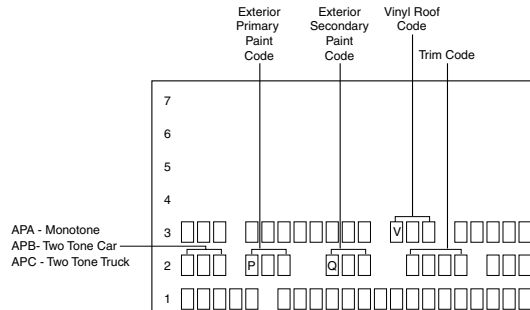 Exterior
Primary
Paint
Code
Exterior
Secondary
Paint
Code
Vinyl Roof
Code
Trim Code
7
6
5
4
APA - Monotone
APB- Two Tone Car
APC - Two Tone Truck
3
V
2
P
Q
1